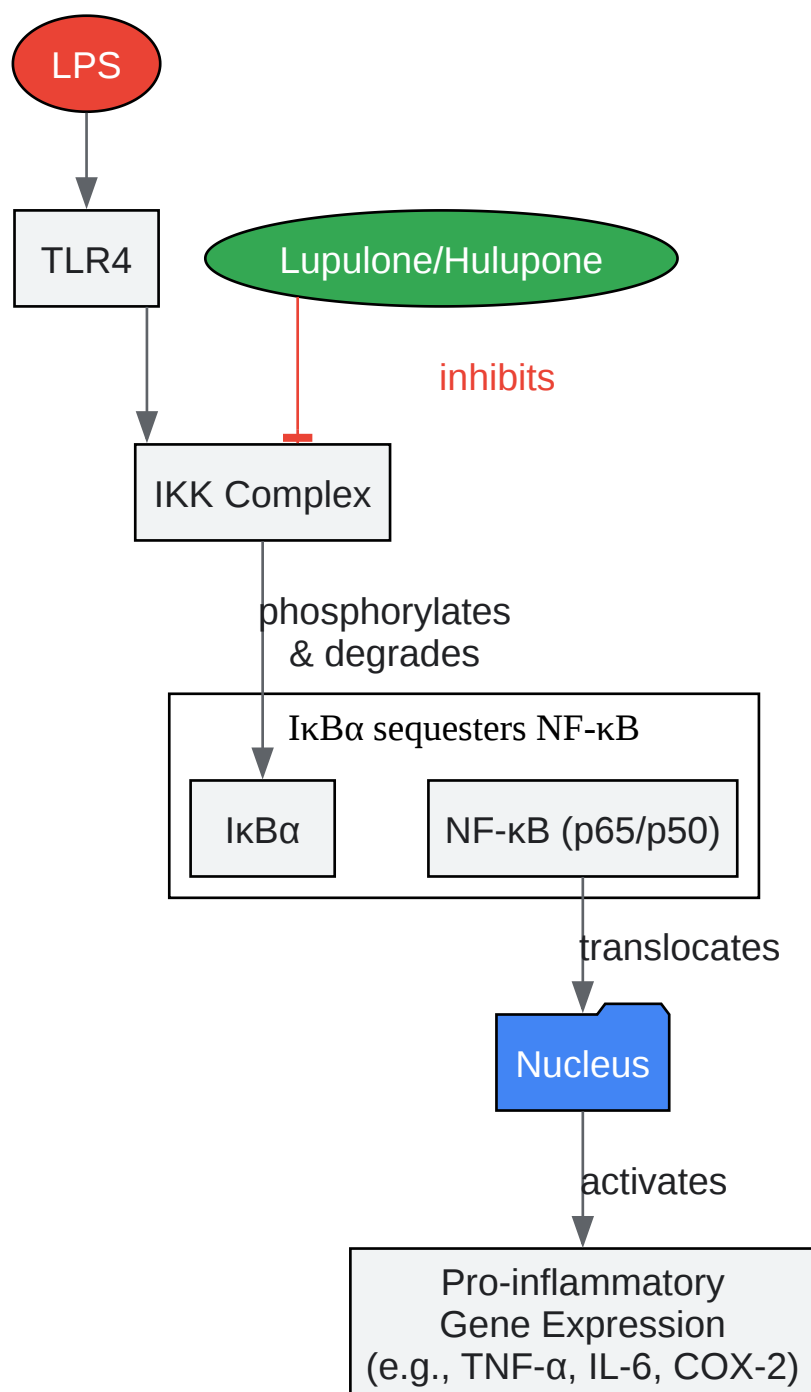 LPS
TLR4
Lupulone/Hulupone
inhibits
IKK Complex
phosphorylates
& degrades
IκBα sequesters NF-κB
IκBα
NF-κB (p65/p50)
translocates
Nucleus
activates
Pro-inflammatory
Gene Expression
(e.g., TNF-α, IL-6, COX-2)